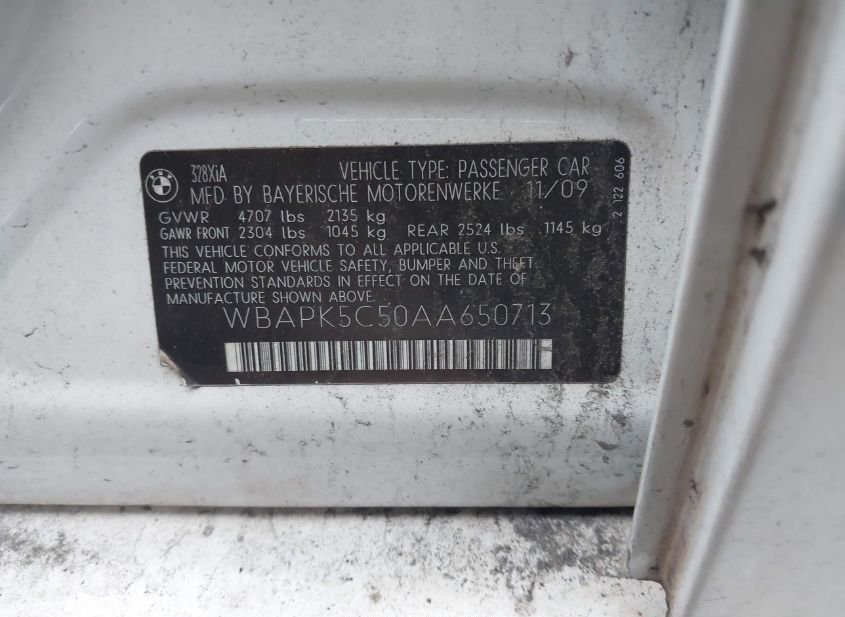 328XiA VEHICLE TYPE: PASSENGER CAR
MFD BY BAYERISCHE MOTORENWERKE 11/09
GVWR 4707 lbs 2135 kg
GAWR FRONT 2304 lbs 1045 kg REAR 2524 lbs 1145 kg
THIS VEHICLE CONFORMS TO ALL APPLICABLE U.S.
FEDERAL MOTOR VEHICLE SAFETY, BUMPER AND THEFT
PREVENTION STANDARDS IN EFFECT ON THE DATE OF
MANUFACTURE SHOWN ABOVE.
WBAPK5C50AA650713
2 122 606